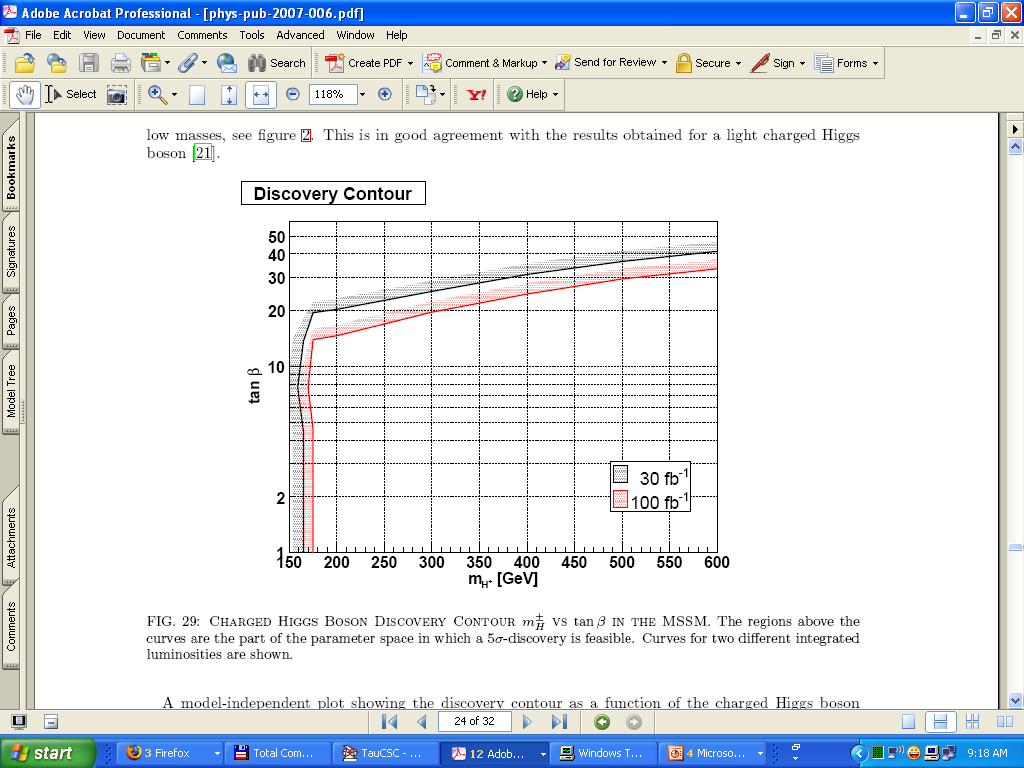 Adobe Acrobat Professional - [phys-pub-2007-006.pdf]
File Edit View Document Comments Tools Advanced Window Help
Search Create PDF Comment & Markup Send for Review Secure Sign Forms
Select 118% Y! Help
Bookmarks
Signatures
Pages
Model Tree
Attachments
Comments
low masses, see figure 2. This is in good agreement with the results obtained for a light charged Higgs
boson [21].
Discovery Contour
50
40
30
20
10
2
1
tan β
30 fb⁻¹
100 fb⁻¹
150 200 250 300 350 400 450 500 550 600
m_H⁺ [GeV]
FIG. 29: CHARGED HIGGS BOSON DISCOVERY CONTOUR m_H^± VS tan β IN THE MSSM. The regions above the
curves are the part of the parameter space in which a 5σ-discovery is feasible. Curves for two different integrated
luminosities are shown.
A model-independent plot showing the discovery contour as a function of the charged Higgs boson
24 of 32
start 3 Firefox Total Com... TauCSC - ... 12 Adob... Windows T... 4 Microso... 9:18 AM